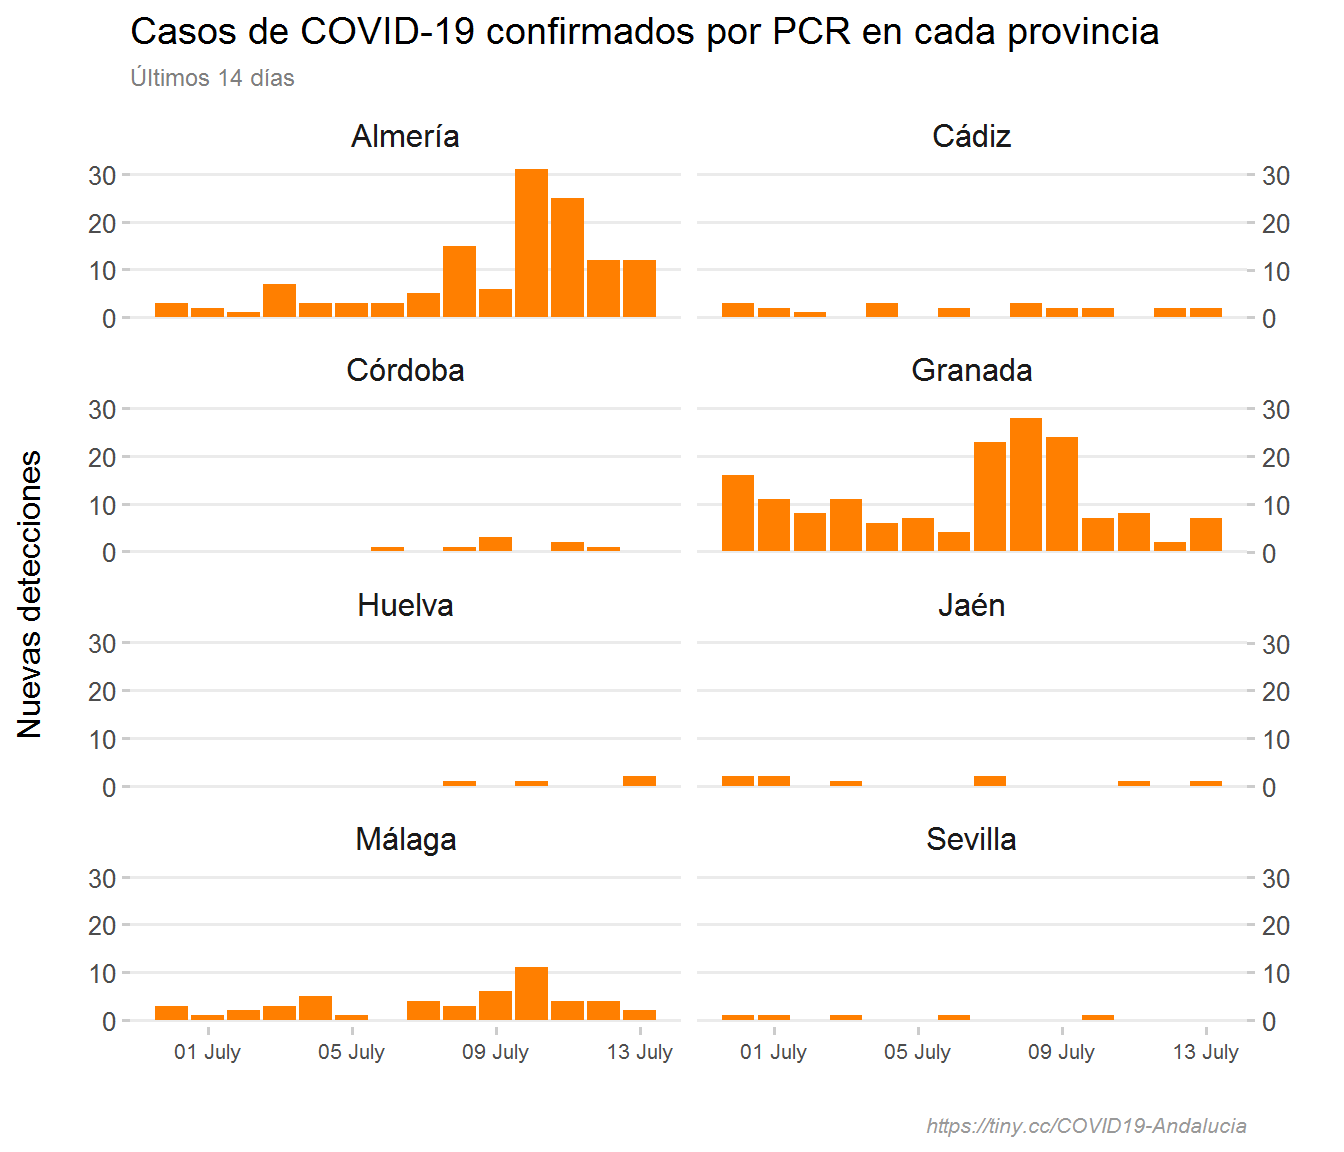 Casos de COVID-19 confirmados por PCR en cada provincia
Últimos 14 días
Almería
Cádiz
30
20
10
0
30
20
10
0
Córdoba
Granada
30
20
10
0
30
20
10
0
Nuevas detecciones
Huelva
Jaén
30
20
10
0
30
20
10
0
Málaga
Sevilla
30
20
10
0
30
20
10
0
01 July 05 July 09 July 13 July
01 July 05 July 09 July 13 July
https://tiny.cc/COVID19-Andalucia